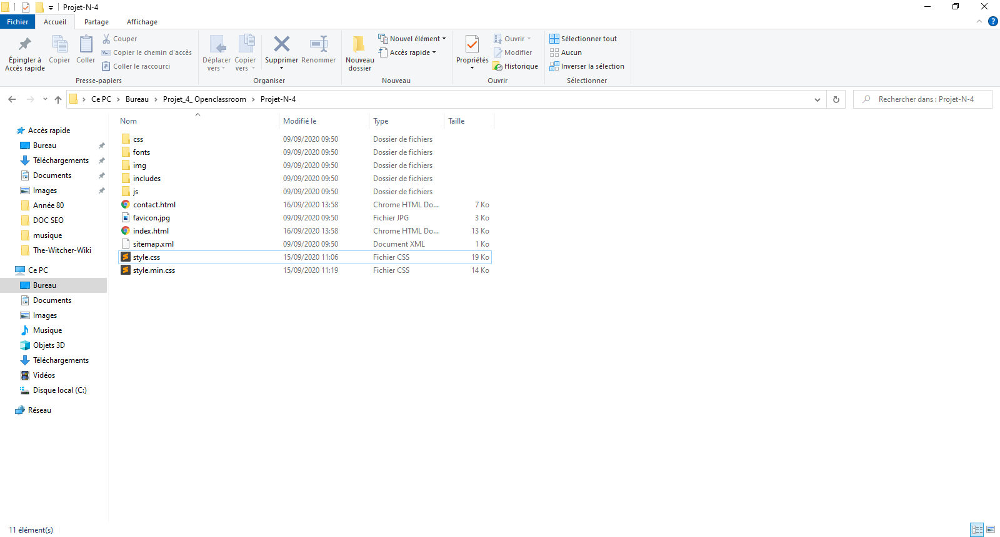 Projet-N-4
Fichier Accueil Partage Affichage
Épingler à Accès rapide
Copier
Coller
Couper
Copier le chemin d'accès
Coller le raccourci
Presse-papiers
Déplacer vers
Copier vers
Supprimer
Renommer
Organiser
Nouveau dossier
Nouvel élément
Accès rapide
Nouveau
Propriétés
Ouvrir
Modifier
Historique
Ouvrir
Sélectionner tout
Aucun
Inverser la sélection
Sélectionner
Ce PC > Bureau > Projet_4_ Openclassroom > Projet-N-4
Rechercher dans : Projet-N-4
Accès rapide
Bureau
Téléchargements
Documents
Images
Année 80
DOC SEO
musique
The-Witcher-Wiki
Ce PC
Bureau
Documents
Images
Musique
Objets 3D
Téléchargements
Vidéos
Disque local (C:)
Réseau
Nom Modifié le Type Taille
css 09/09/2020 09:50 Dossier de fichiers
fonts 09/09/2020 09:50 Dossier de fichiers
img 09/09/2020 09:50 Dossier de fichiers
includes 09/09/2020 09:50 Dossier de fichiers
js 09/09/2020 09:50 Dossier de fichiers
contact.html 16/09/2020 13:58 Chrome HTML Do... 7 Ko
favicon.jpg 09/09/2020 09:50 Fichier JPG 3 Ko
index.html 16/09/2020 13:58 Chrome HTML Do... 13 Ko
sitemap.xml 09/09/2020 09:50 Document XML 1 Ko
style.css 15/09/2020 11:06 Fichier CSS 19 Ko
style.min.css 15/09/2020 11:19 Fichier CSS 14 Ko
11 élément(s)